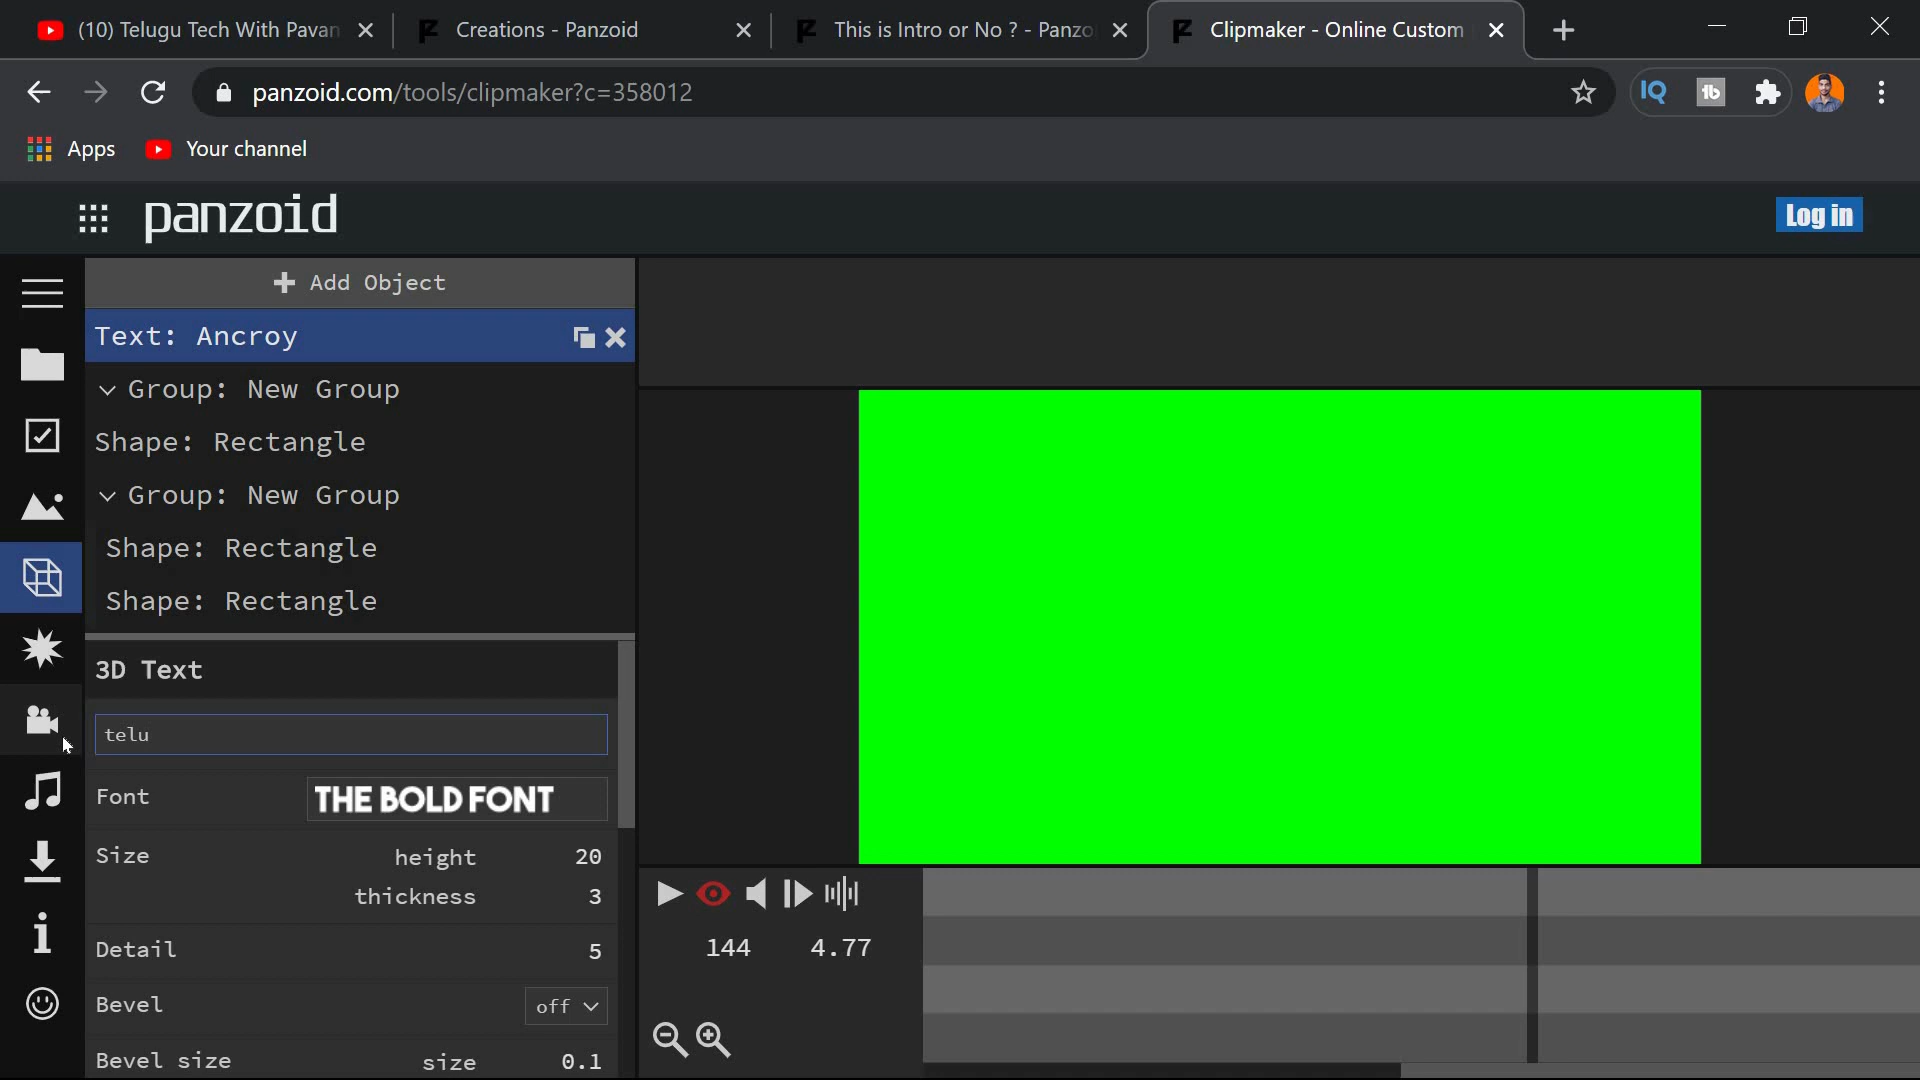 (10) Telugu Tech With Pavan
Creations - Panzoid
This is Intro or No ? - Panzo
Clipmaker - Online Custom
panzoid.com/tools/clipmaker?c=358012
IQ
tb
Apps
Your channel
panzoid
Log in
Add Object
Text: Ancroy
Group: New Group
Shape: Rectangle
Group: New Group
Shape: Rectangle
Shape: Rectangle
3D Text
telu
Font THE BOLD FONT
Size height 20
thickness 3
Detail 5
Bevel off
Bevel size size 0.1
144 4.77